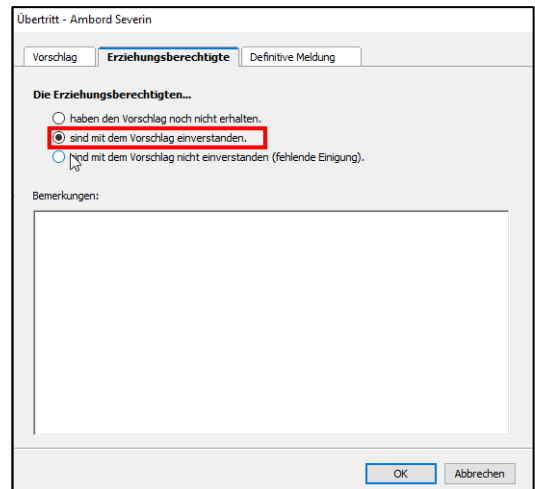 Übertritt - Ambord Severin
Vorschlag Erziehungsberechtigte Definitive Meldung
Die Erziehungsberechtigten...
haben den Vorschlag noch nicht erhalten.
sind mit dem Vorschlag einverstanden.
sind mit dem Vorschlag nicht einverstanden (fehlende Einigung).
Bemerkungen:
OK Abbrechen